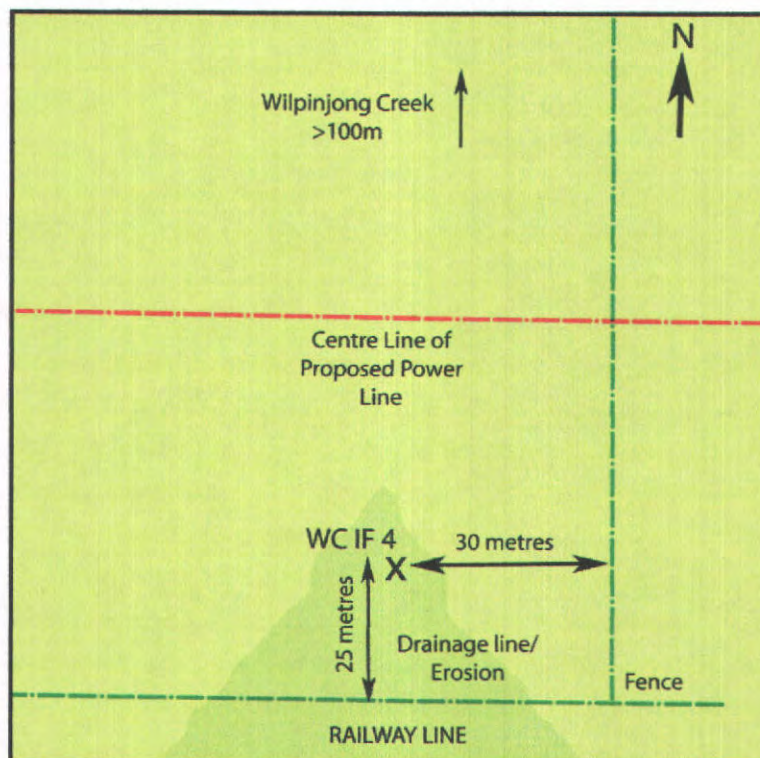 N
Wilpinjong Creek
>100m
Centre Line of
Proposed Power
Line
WC IF 4
X
30 metres
25 metres
Drainage line/
Erosion
Fence
RAILWAY LINE